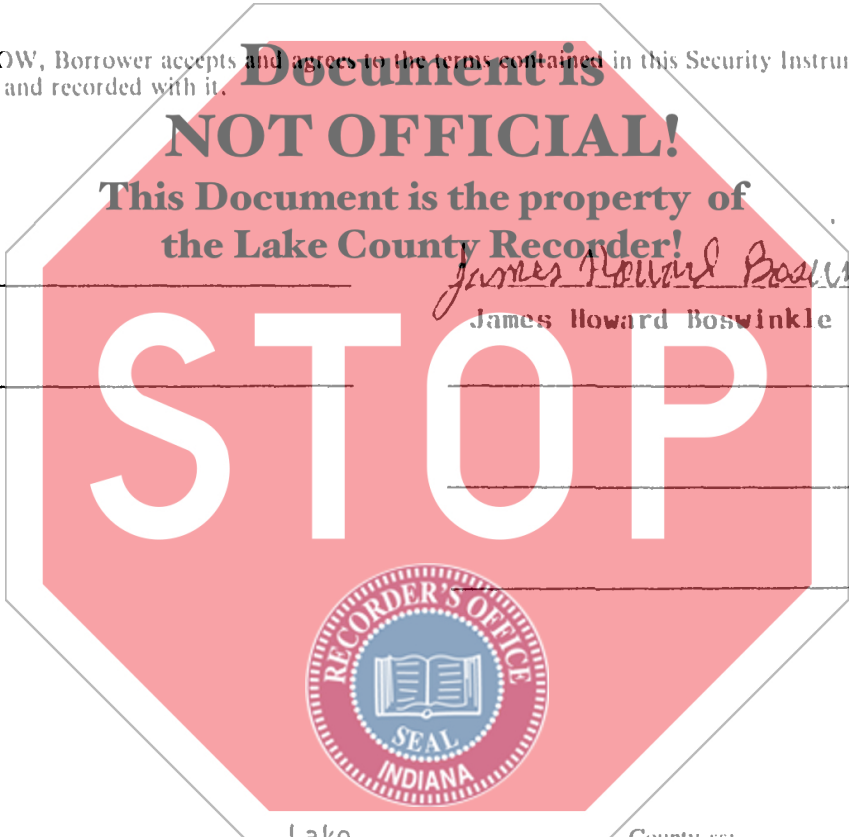 OW, Borrower accepts and agrees to the terms contained in this Security Instru
and recorded with it.
Document is
NOT OFFICIAL!
This Document is the property of
the Lake County Recorder!
James Howard Boswin
James Howard Boswinkle
STOP
RECORDER'S OFFICE
SEAL
INDIANA
Lake
County ss: